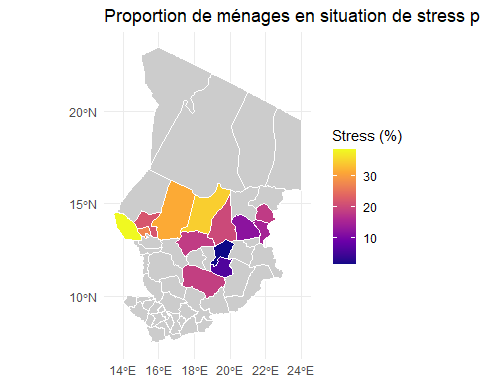 Proportion de ménages en situation de stress p
20°N
15°N
10°N
14°E 16°E 18°E 20°E 22°E 24°E
Stress (%)
30
20
10